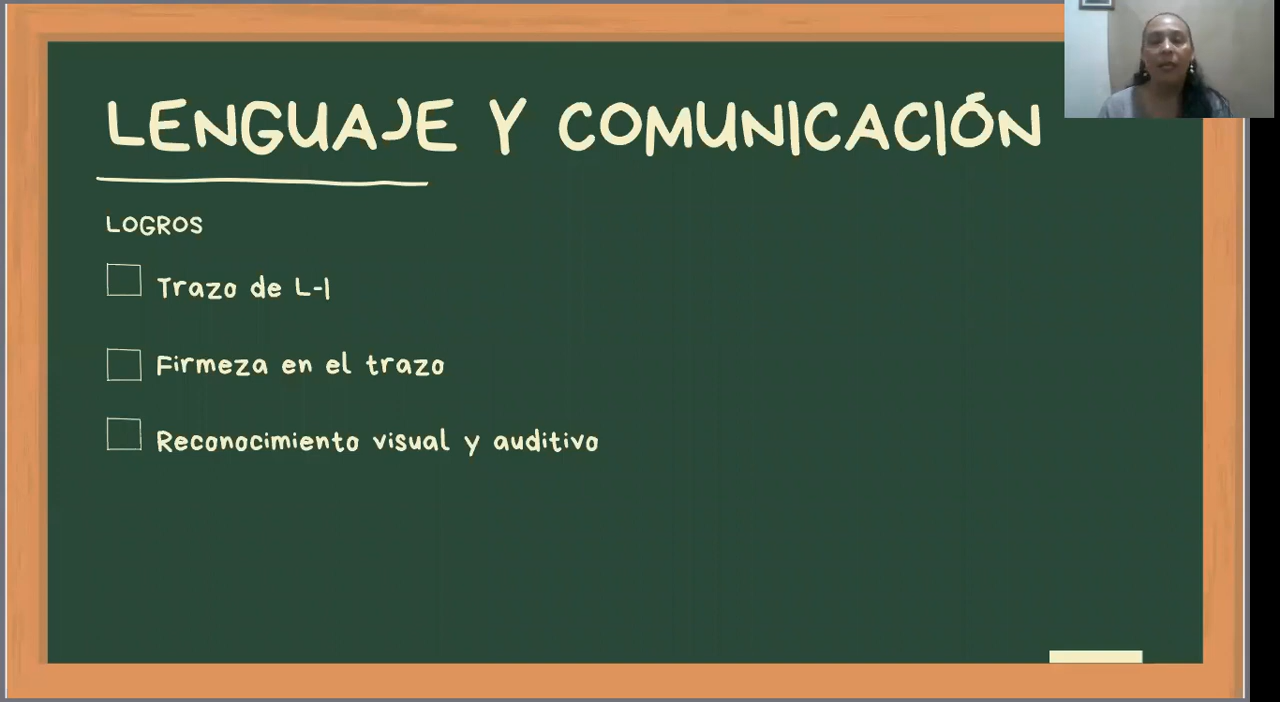 LENGUAJE Y COMUNICACIÓN
LOGROS
Trazo de L-l
Firmeza en el trazo
Reconocimiento visual y auditivo